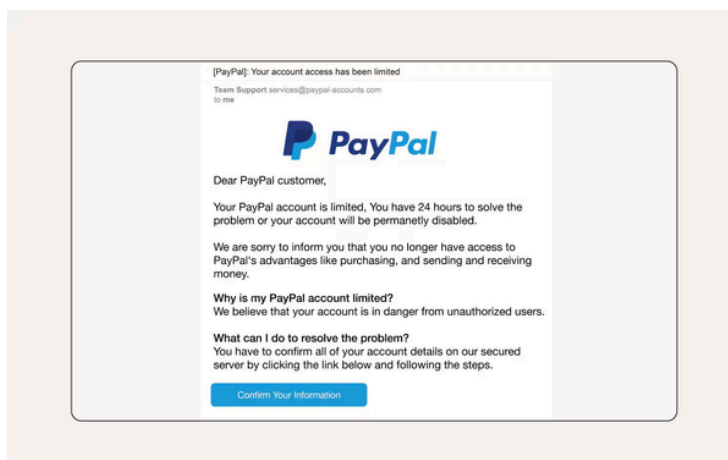 [PayPal]: Your account access has been limited
Team Support services@paypal-accounts.com
to me
PayPal
Dear PayPal customer,
Your PayPal account is limited, You have 24 hours to solve the
problem or your account will be permanetly disabled.
We are sorry to inform you that you no longer have access to
PayPal's advantages like purchasing, and sending and receiving
money.
Why is my PayPal account limited?
We believe that your account is in danger from unauthorized users.
What can I do to resolve the problem?
You have to confirm all of your account details on our secured
server by clicking the link below and following the steps.
Confirm Your Information